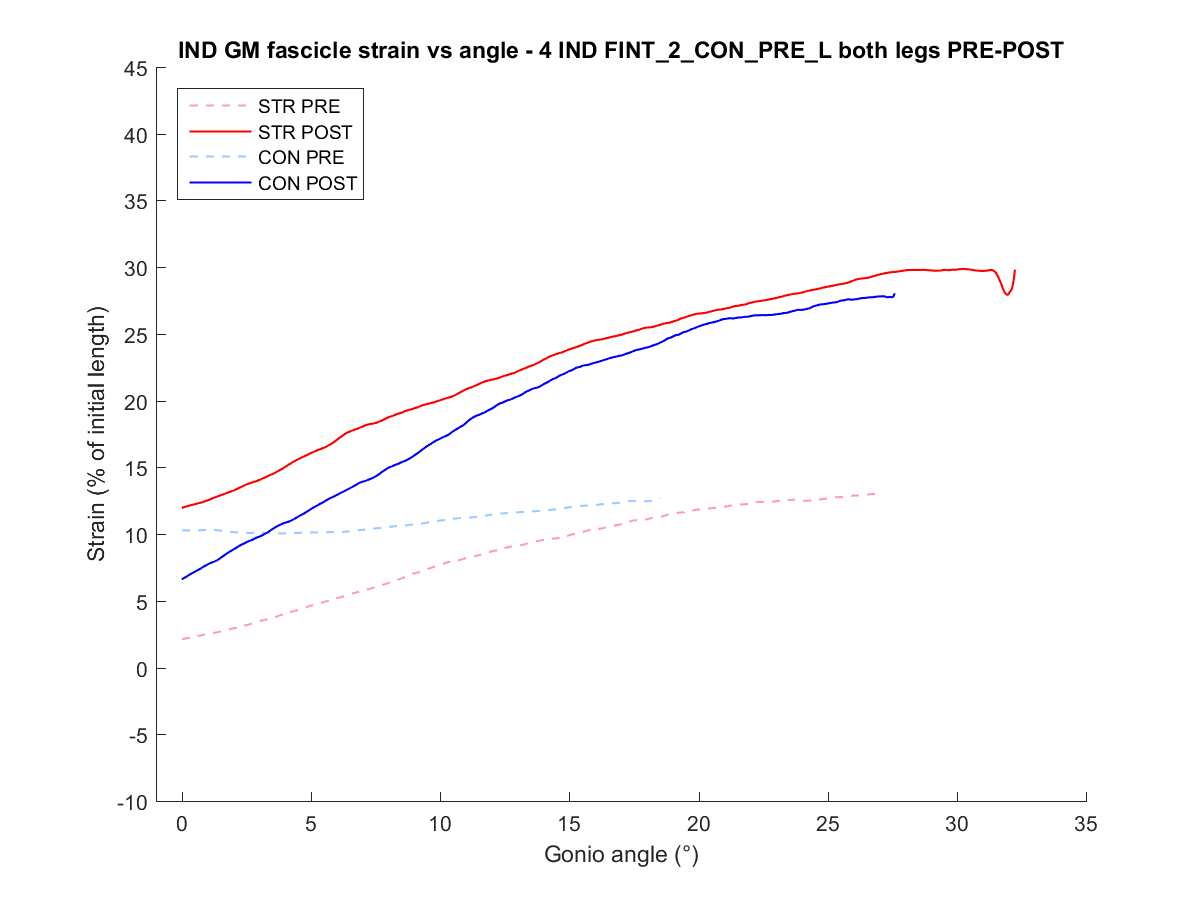 IND GM fascicle strain vs angle - 4 IND FINT_2_CON_PRE_L both legs PRE-POST
45
40
35
30
25
20
15
10
5
0
-5
-10
Strain (% of initial length)
STR PRE
STR POST
CON PRE
CON POST
0 5 10 15 20 25 30 35
Gonio angle (°)